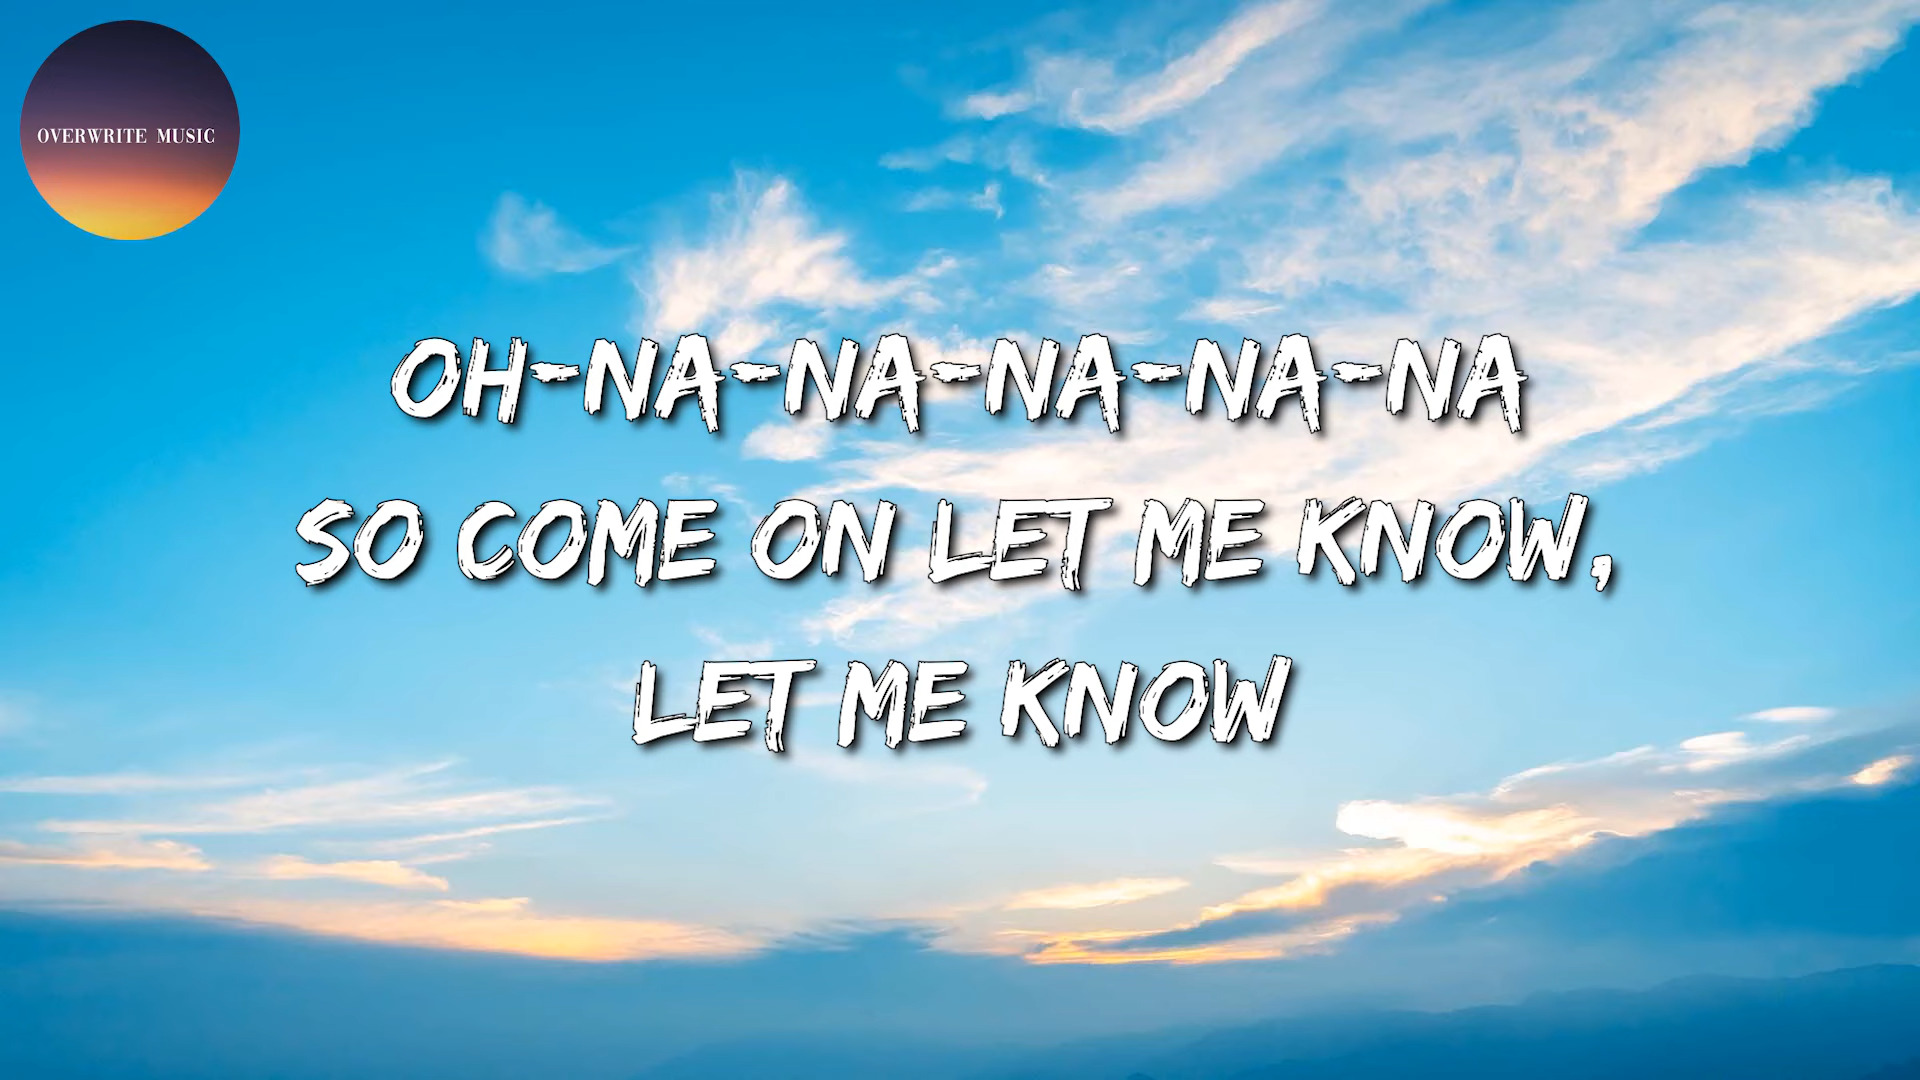 OVERWRITE MUSIC
OH-NA-NA-NA-NA-NA
SO COME ON LET ME KNOW,
LET ME KNOW